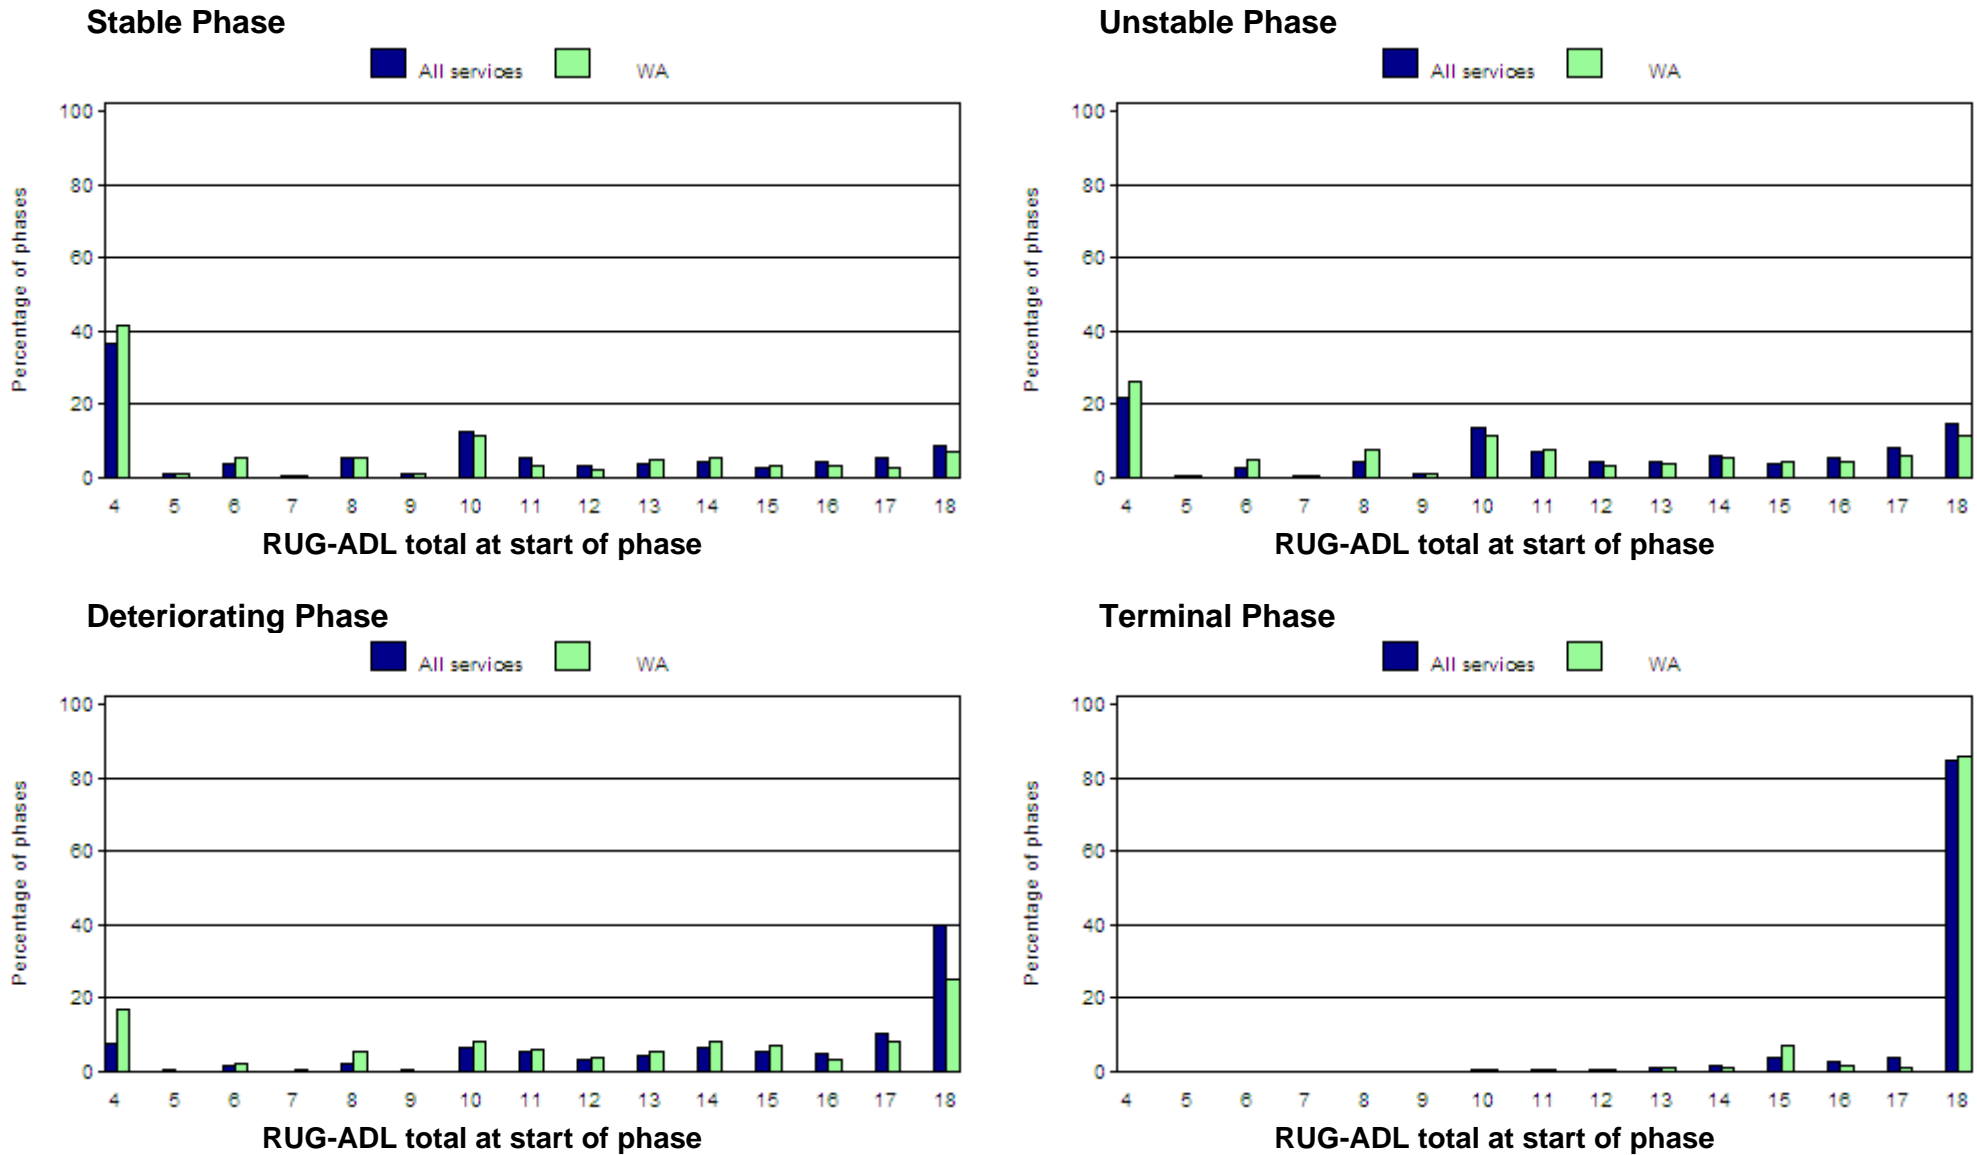 Stable Phase
All services WA
Percentage of phases
100
80
60
40
20
0
4 5 6 7 8 9 10 11 12 13 14 15 16 17 18
RUG-ADL total at start of phase
Unstable Phase
All services WA
Percentage of phases
100
80
60
40
20
0
4 5 6 7 8 9 10 11 12 13 14 15 16 17 18
RUG-ADL total at start of phase
Deteriorating Phase
All services WA
Percentage of phases
100
80
60
40
20
0
4 5 6 7 8 9 10 11 12 13 14 15 16 17 18
RUG-ADL total at start of phase
Terminal Phase
All services WA
Percentage of phases
100
80
60
40
20
0
4 5 6 7 8 9 10 11 12 13 14 15 16 17 18
RUG-ADL total at start of phase